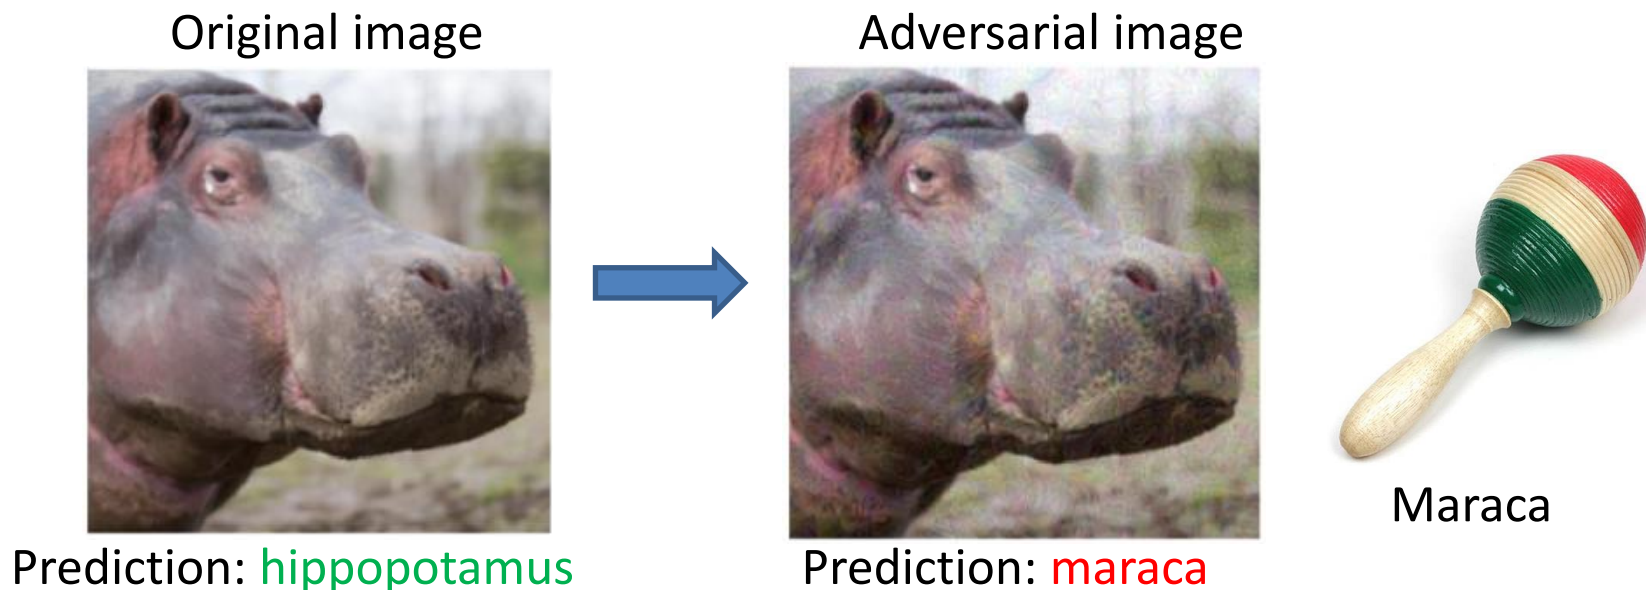 Original image
Adversarial image
Maraca
Prediction: hippopotamus
Prediction: maraca